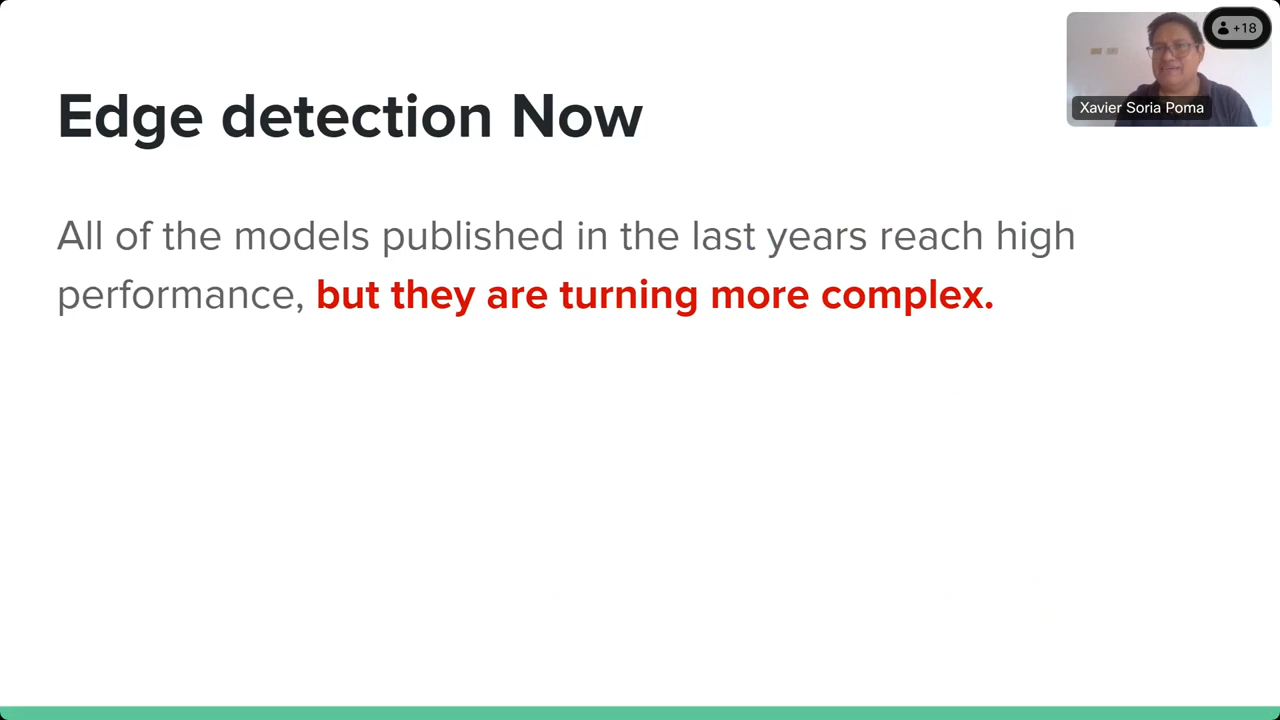 Edge detection Now
All of the models published in the last years reach high
performance, but they are turning more complex.
+18
Xavier Soria Poma